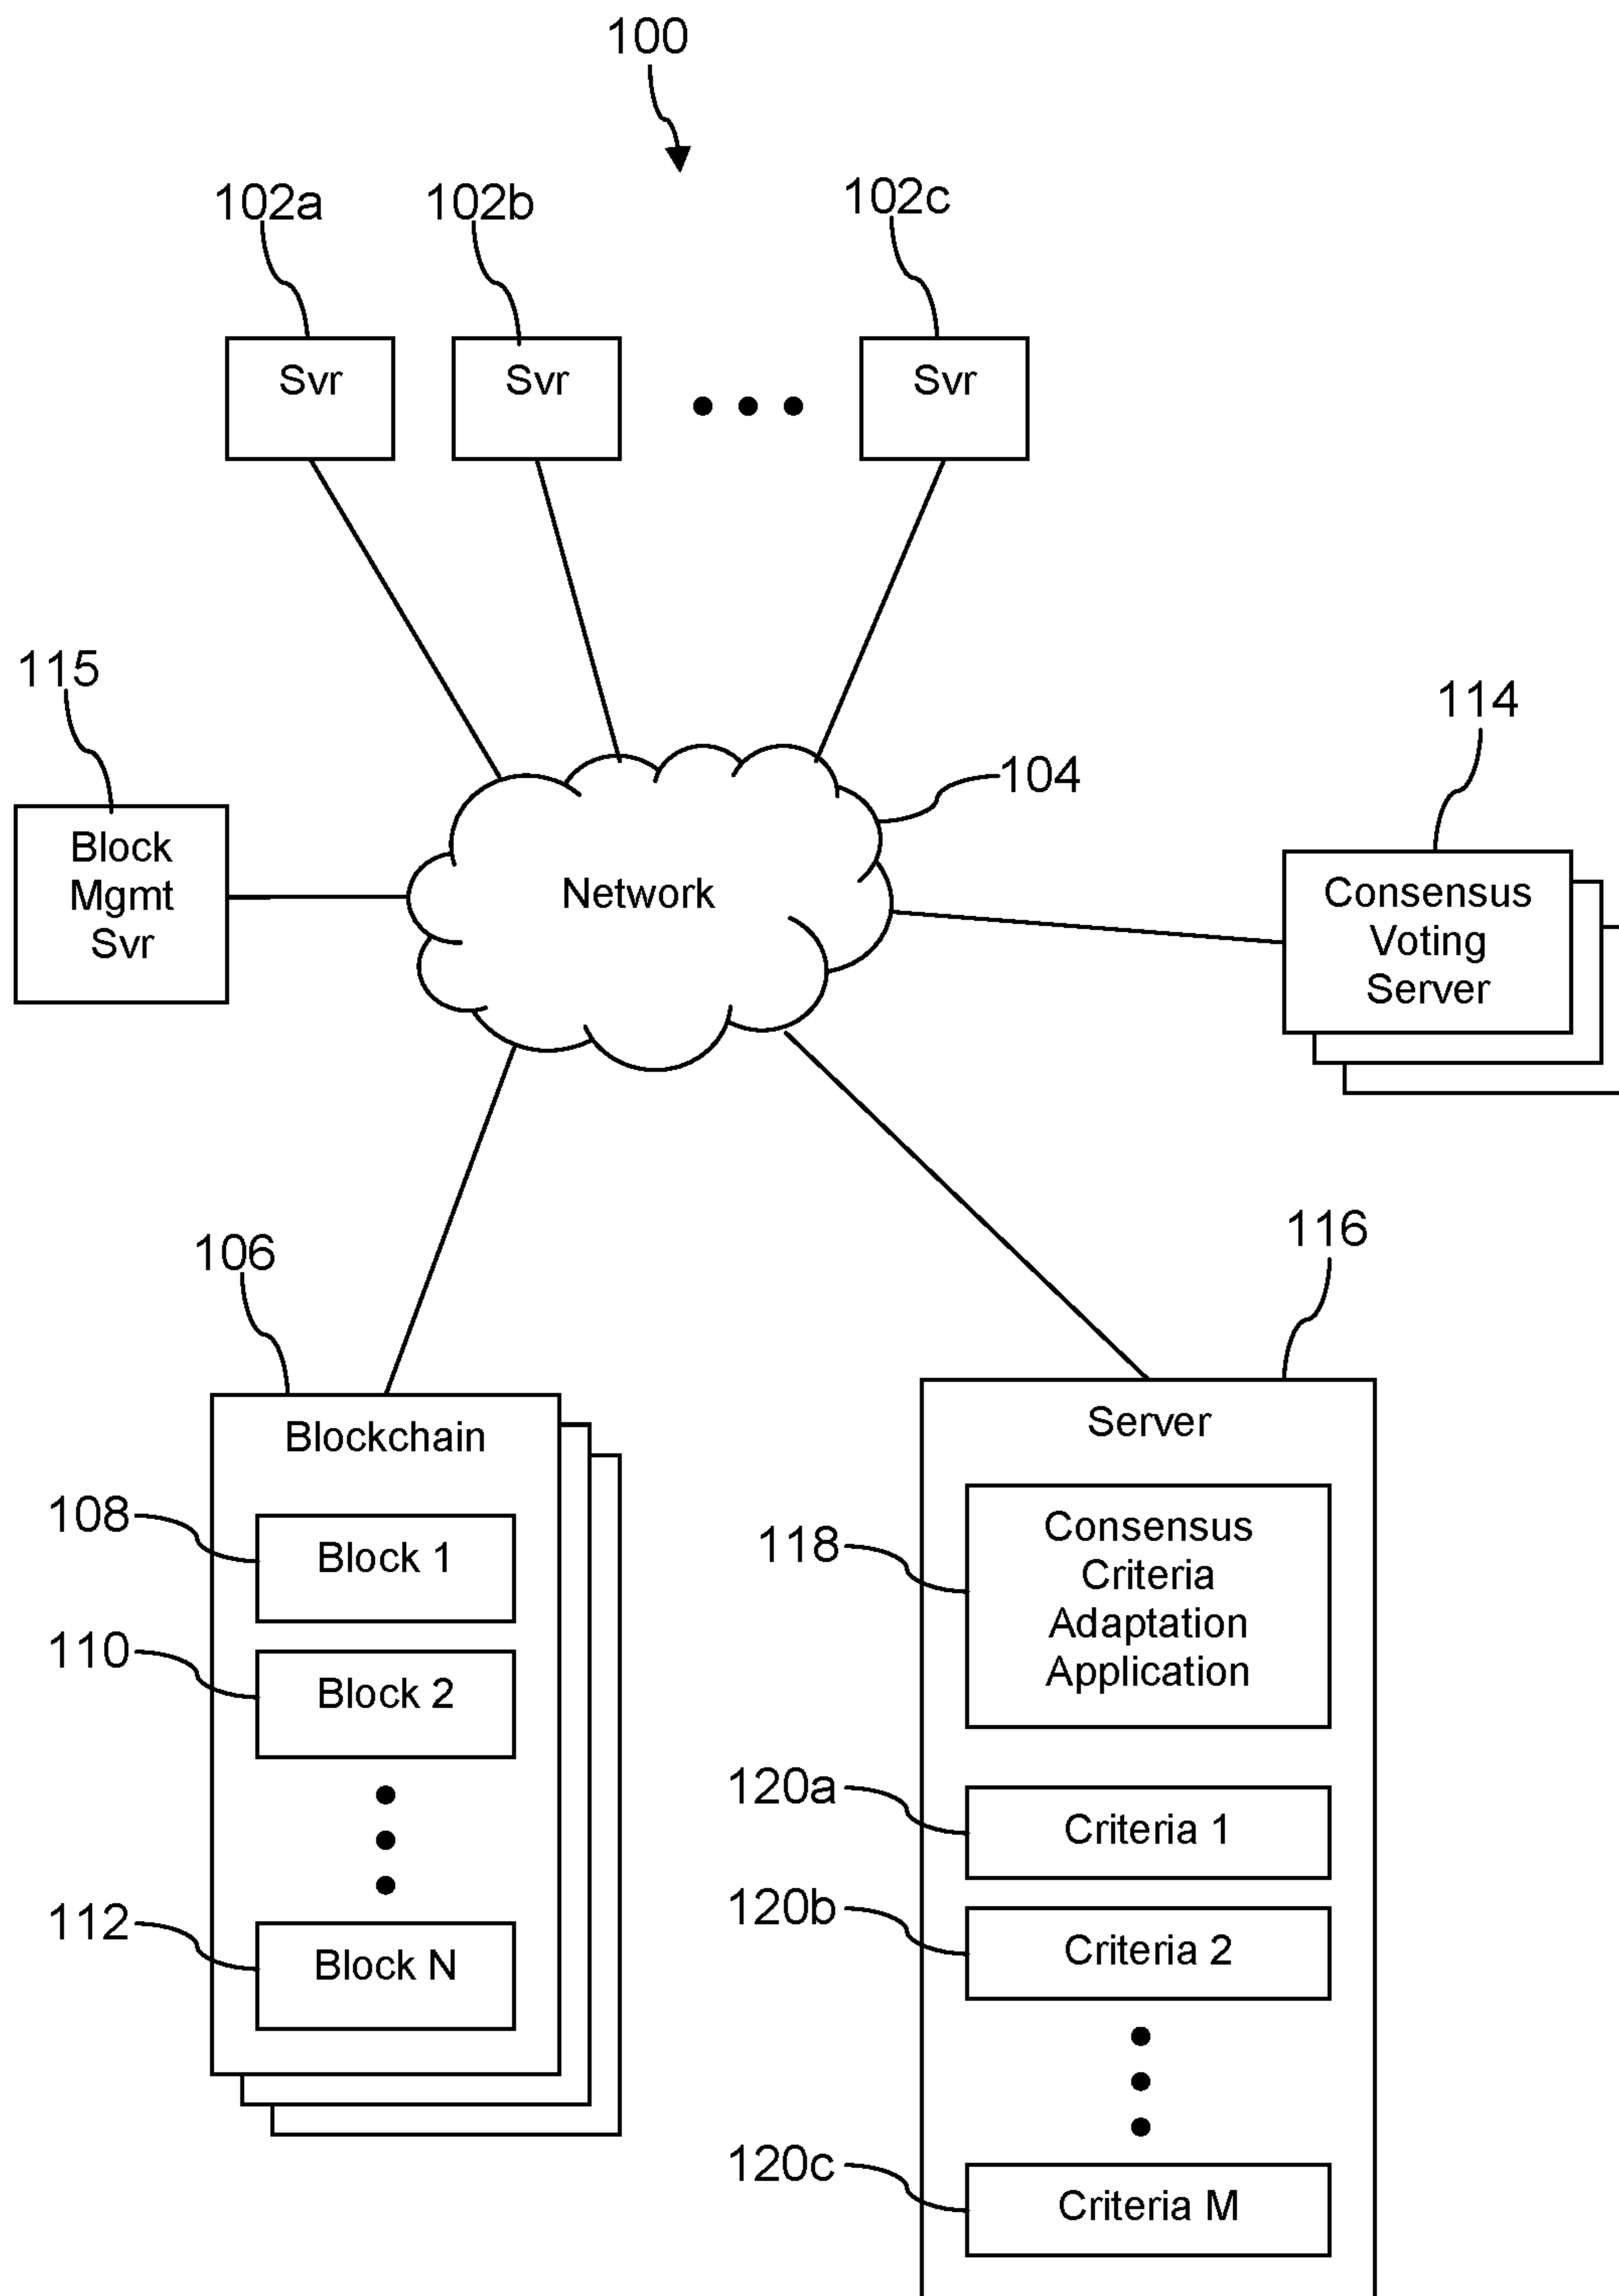 100
102a
102b
102c
Svr
Svr
Svr
115
114
104
Block
Mgmt
Svr
Network
Consensus
Voting
Server
106
116
Blockchain
Server
108
Block 1
118
Consensus
Criteria
Adaptation
Application
110
Block 2
120a
Criteria 1
112
Block N
120b
Criteria 2
120c
Criteria M